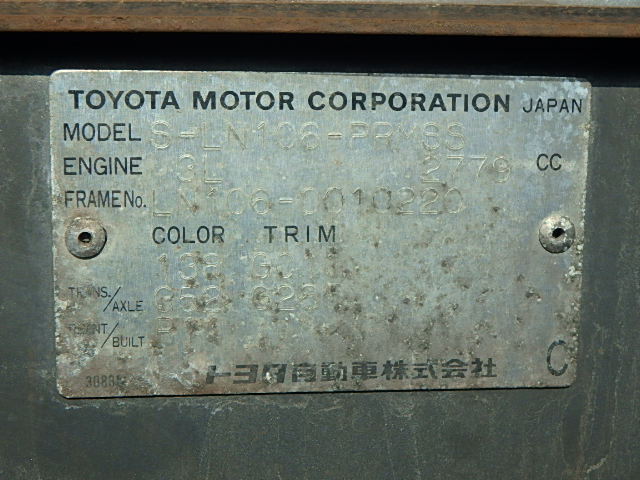 TOYOTA MOTOR CORPORATION JAPAN
MODEL S-LN106-PRMSS
ENGINE 3L 2779 CC
FRAME No. LN106-0010220
COLOR TRIM
TRANS./AXLE G52
PLANT/BUILT
トヨタ自動車株式会社 C